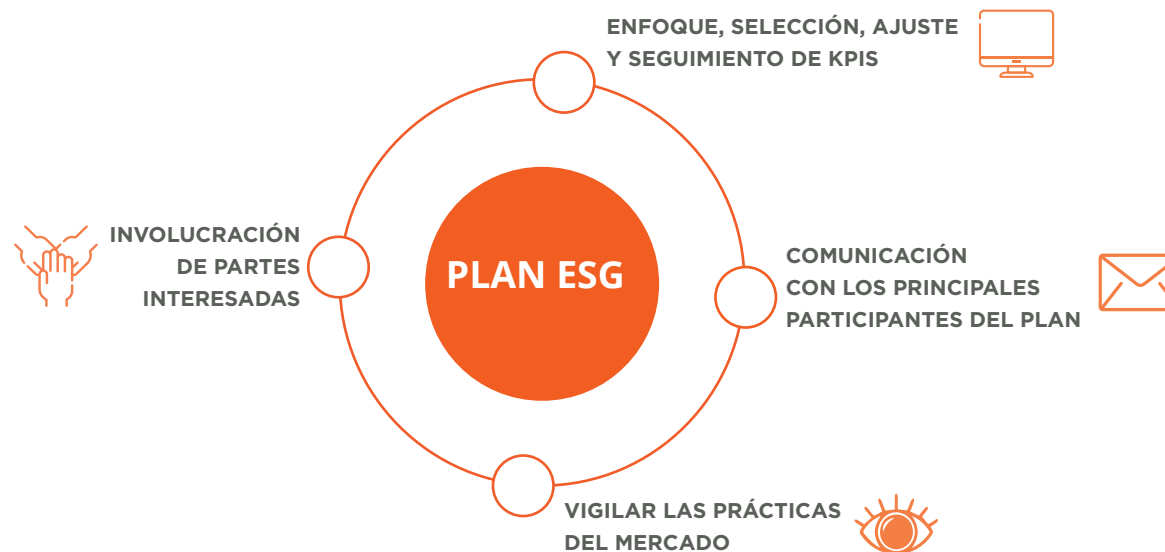 ENFOQUE, SELECCIÓN, AJUSTE
Y SEGUIMIENTO DE KPIS
INVOLUCRACIÓN
DE PARTES
INTERESADAS
PLAN ESG
COMUNICACIÓN
CON LOS PRINCIPALES
PARTICIPANTES DEL PLAN
VIGILAR LAS PRÁCTICAS
DEL MERCADO